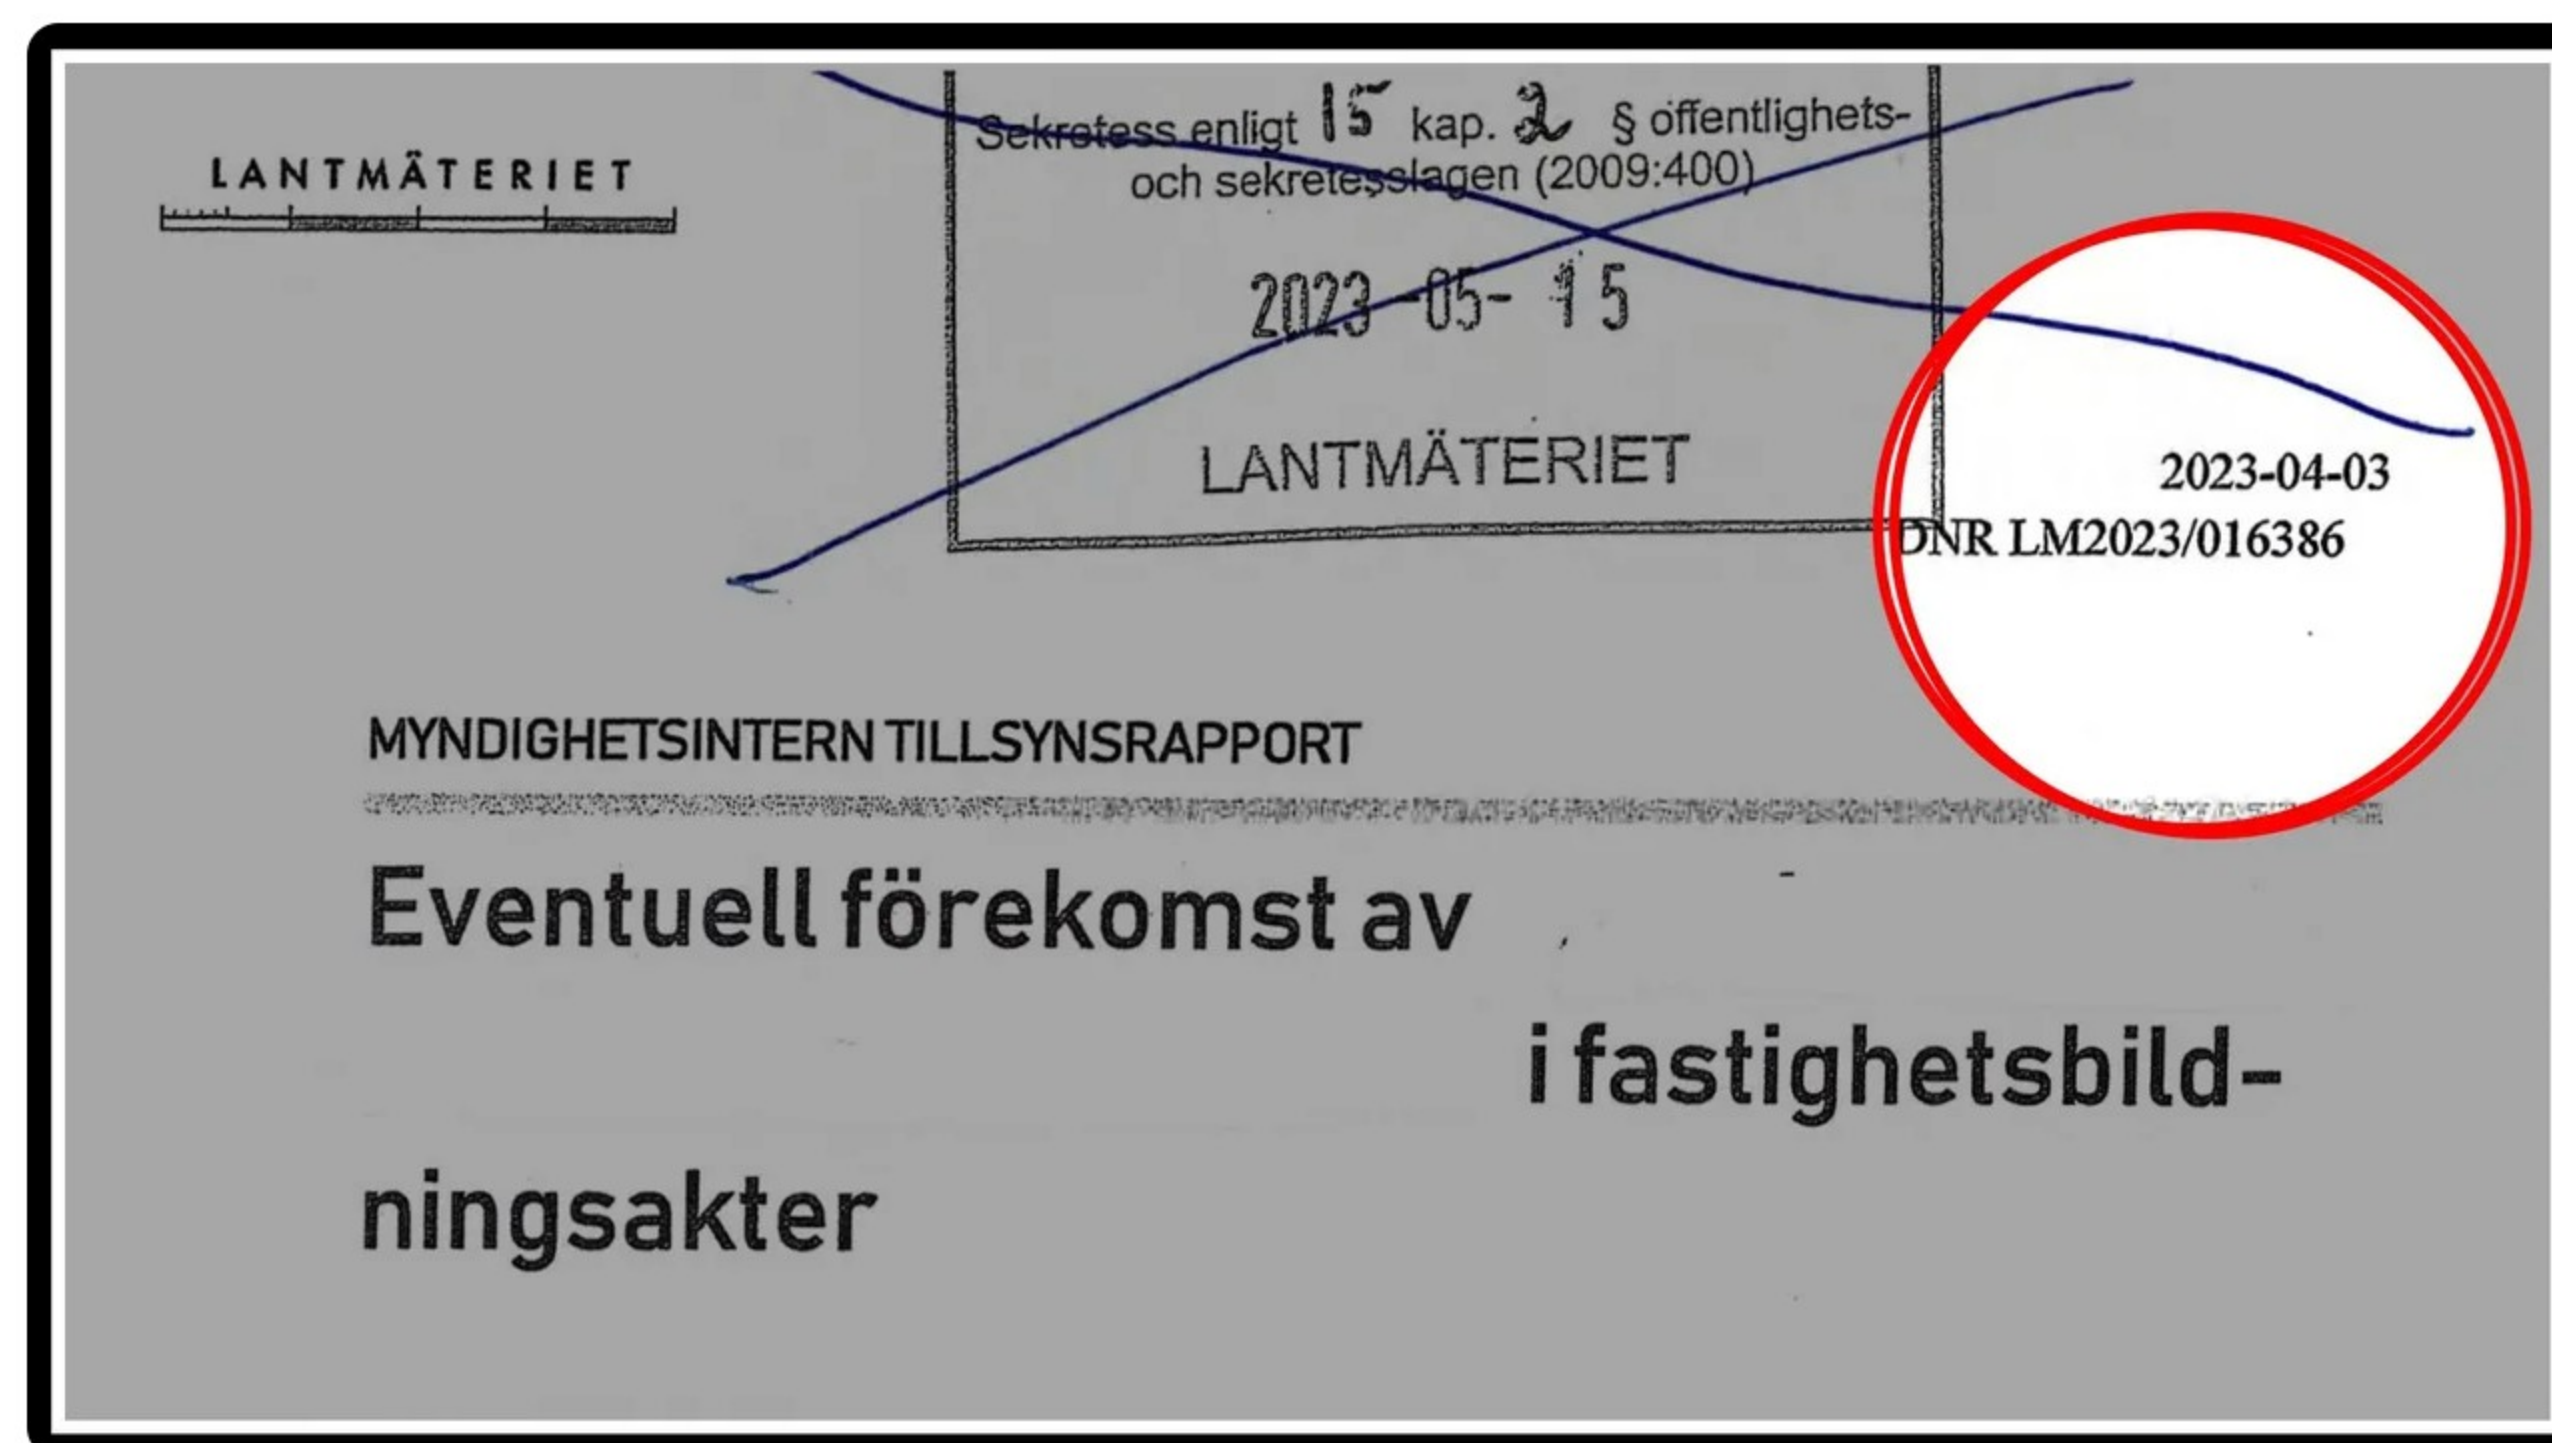 LANTMÄTERIET
Sekretess enligt 15 kap. 2 § offentlighets-
och sekretesslagen (2009:400)
2023-05-15
LANTMÄTERIET
2023-04-03
DNR LM2023/016386
MYNDIGHETSINTERN TILLSYNSRAPPORT
Eventuell förekomst av
i fastighetsbild-
ningsakter